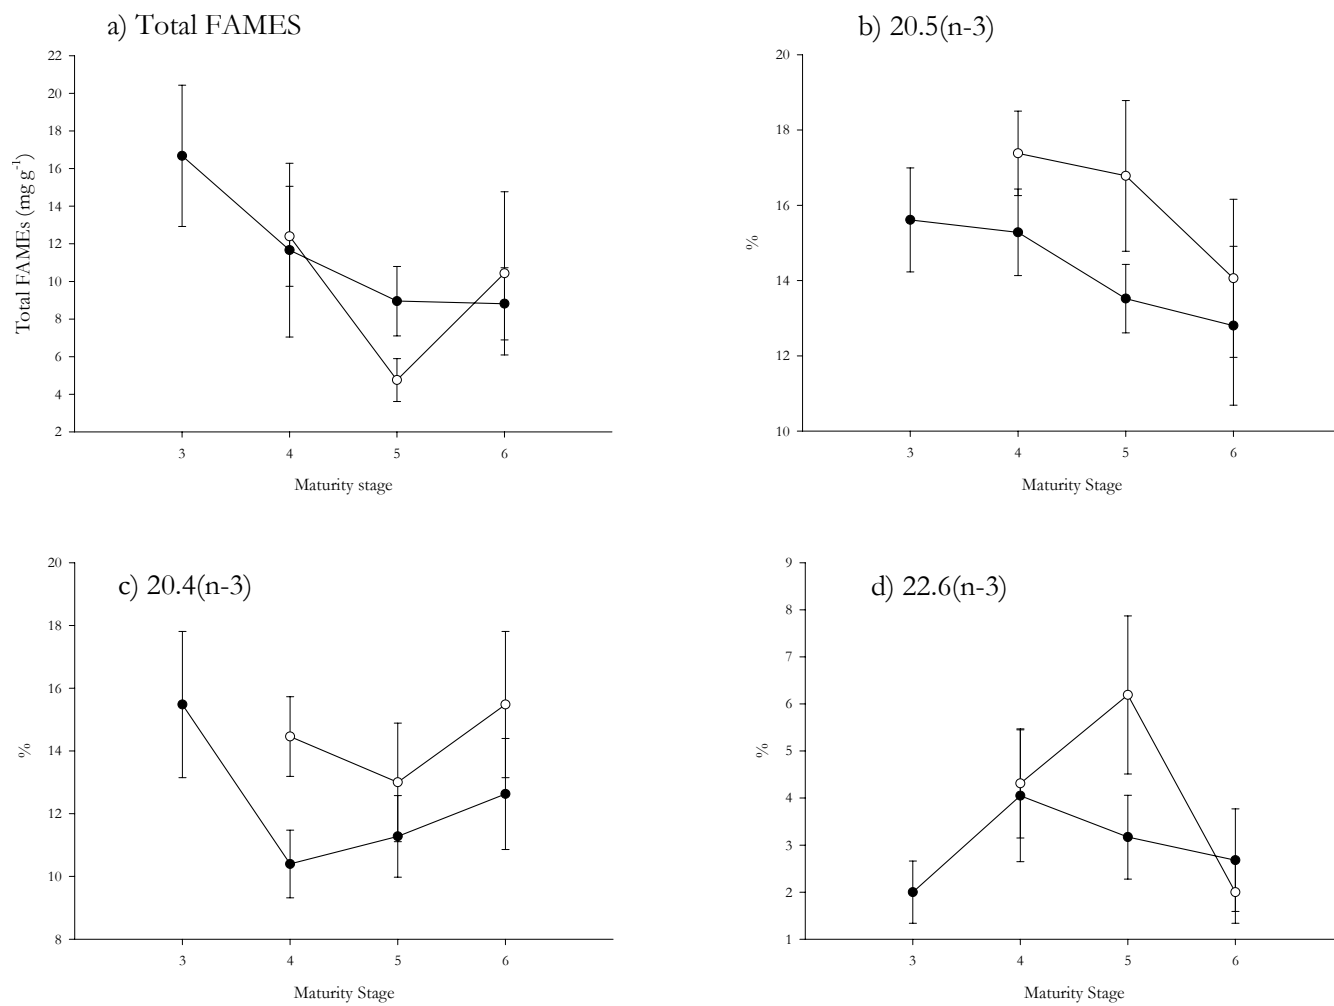 a) Total FAMES
22
20
18
16
14
12
10
8
6
4
2
Total FAMEs (mg g-1)
3 4 5 6
Maturity stage
b) 20.5(n-3)
20
18
16
14
12
10
%
3 4 5 6
Maturity Stage
c) 20.4(n-3)
20
18
16
14
12
10
8
%
3 4 5 6
Maturity Stage
d) 22.6(n-3)
9
8
7
6
5
4
3
2
1
%
3 4 5 6
Maturity Stage